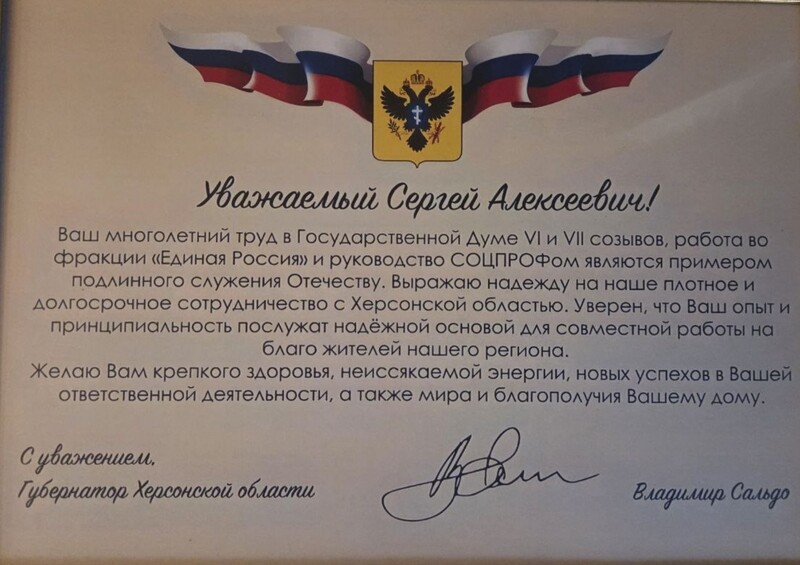 Уважаемый Сергей Алексеевич!
Ваш многолетний труд в Государственной Думе VI и VII созывов, работа во
фракции «Единая Россия» и руководство СОЦПРОФом являются примером
подлинного служения Отечеству. Выражаю надежду на наше плотное и
долгосрочное сотрудничество с Херсонской областью. Уверен, что Ваш опыт и
принципиальность послужат надёжной основой для совместной работы на
благо жителей нашего региона.
Желаю Вам крепкого здоровья, неиссякаемой энергии, новых успехов в Вашей
ответственной деятельности, а также мира и благополучия Вашему дому.
С уважением,
Губернатор Херсонской области
Владимир Сальдо